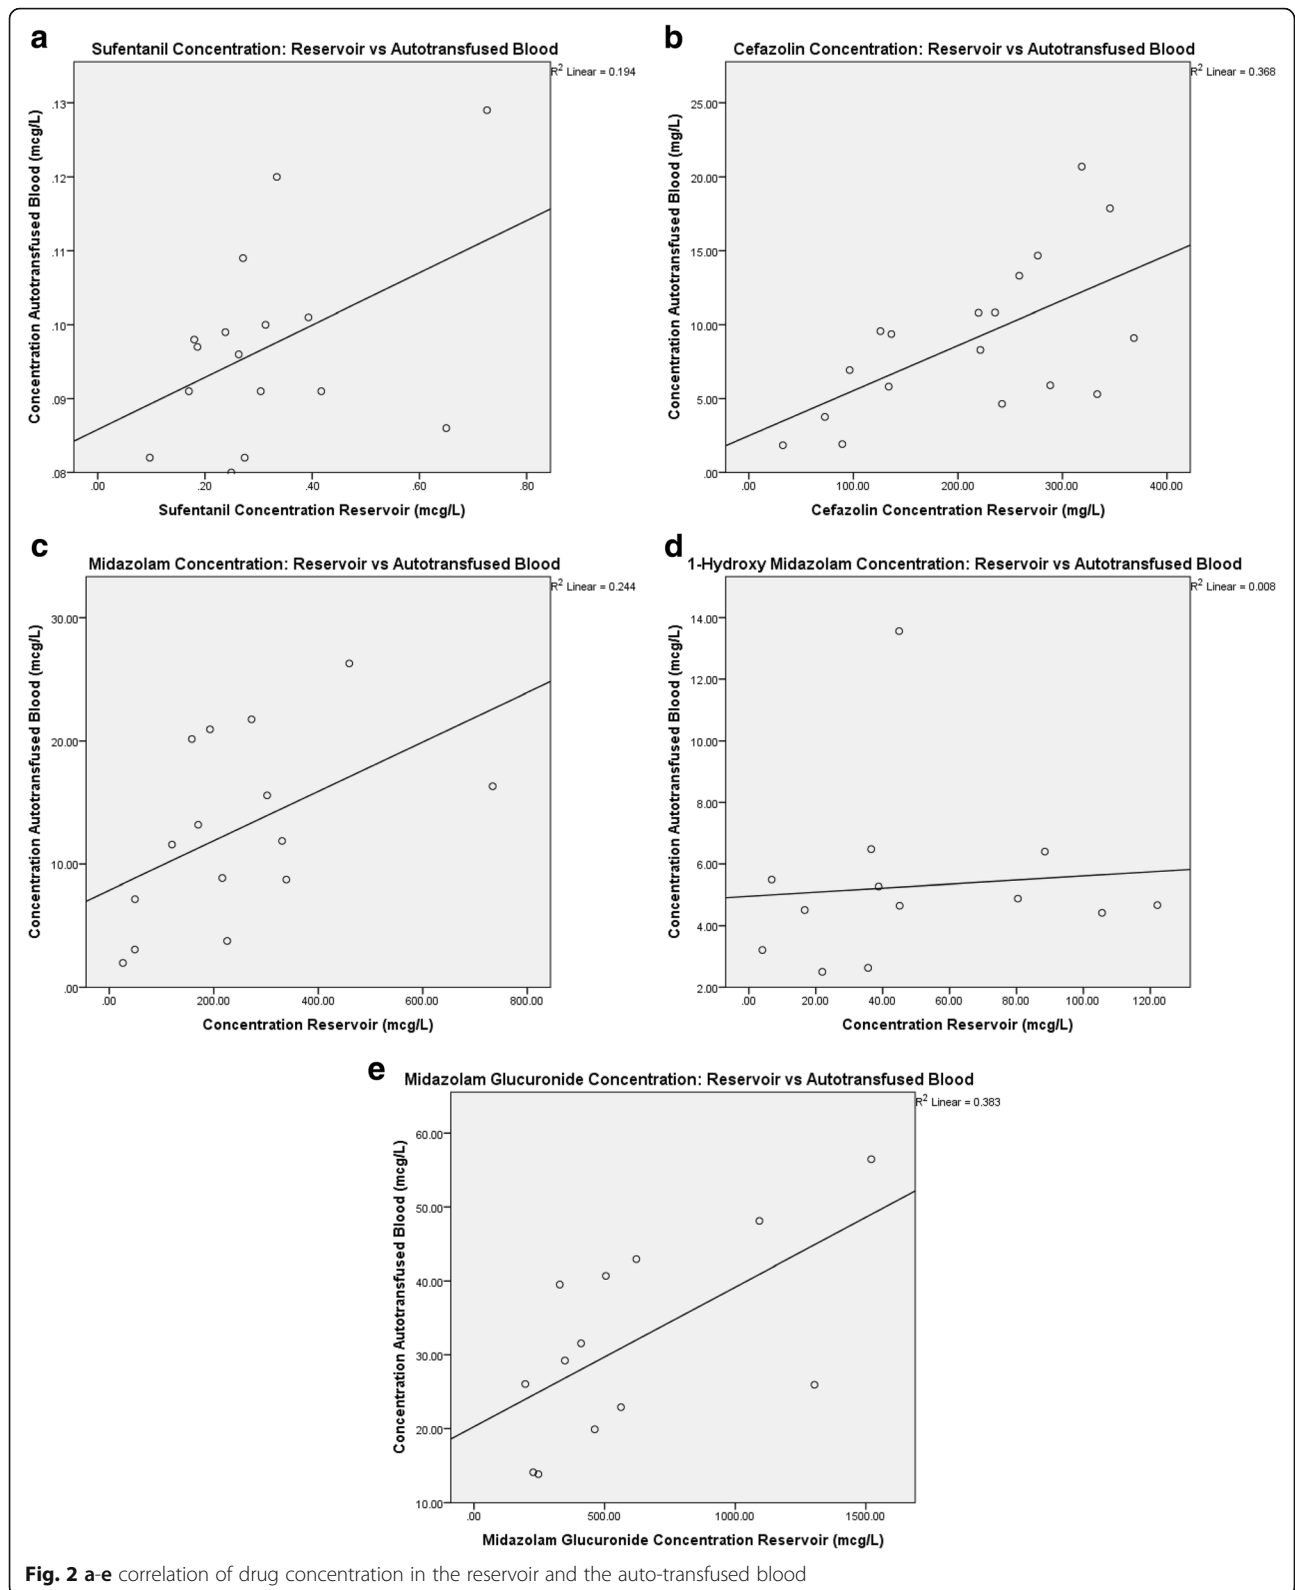 a
Sufentanil Concentration: Reservoir vs Autotransfused Blood
R² Linear = 0.194
Concentration Autotransfused Blood (mcg/L)
.13
.12
.11
.10
.09
.08
.00 .20 .40 .60 .80
Sufentanil Concentration Reservoir (mcg/L)
b
Cefazolin Concentration: Reservoir vs Autotransfused Blood
R² Linear = 0.368
Concentration Autotransfused Blood (mg/L)
25.00
20.00
15.00
10.00
5.00
.00
.00 100.00 200.00 300.00 400.00
Cefazolin Concentration Reservoir (mg/L)
c
Midazolam Concentration: Reservoir vs Autotransfused Blood
R² Linear = 0.244
Concentration Autotransfused Blood (mcg/L)
30.00
20.00
10.00
.00
.00 200.00 400.00 600.00 800.00
Concentration Reservoir (mcg/L)
d
1-Hydroxy Midazolam Concentration: Reservoir vs Autotransfused Blood
R² Linear = 0.008
Concentration Autotransfused Blood (mcg/L)
14.00
12.00
10.00
8.00
6.00
4.00
2.00
.00 20.00 40.00 60.00 80.00 100.00 120.00
Concentration Reservoir (mcg/L)
e
Midazolam Glucuronide Concentration: Reservoir vs Autotransfused Blood
R² Linear = 0.383
Concentration Autotransfused Blood (mcg/L)
60.00
50.00
40.00
30.00
20.00
10.00
.00 500.00 1000.00 1500.00
Midazolam Glucuronide Concentration Reservoir (mcg/L)
Fig. 2 a-e correlation of drug concentration in the reservoir and the auto-transfused blood